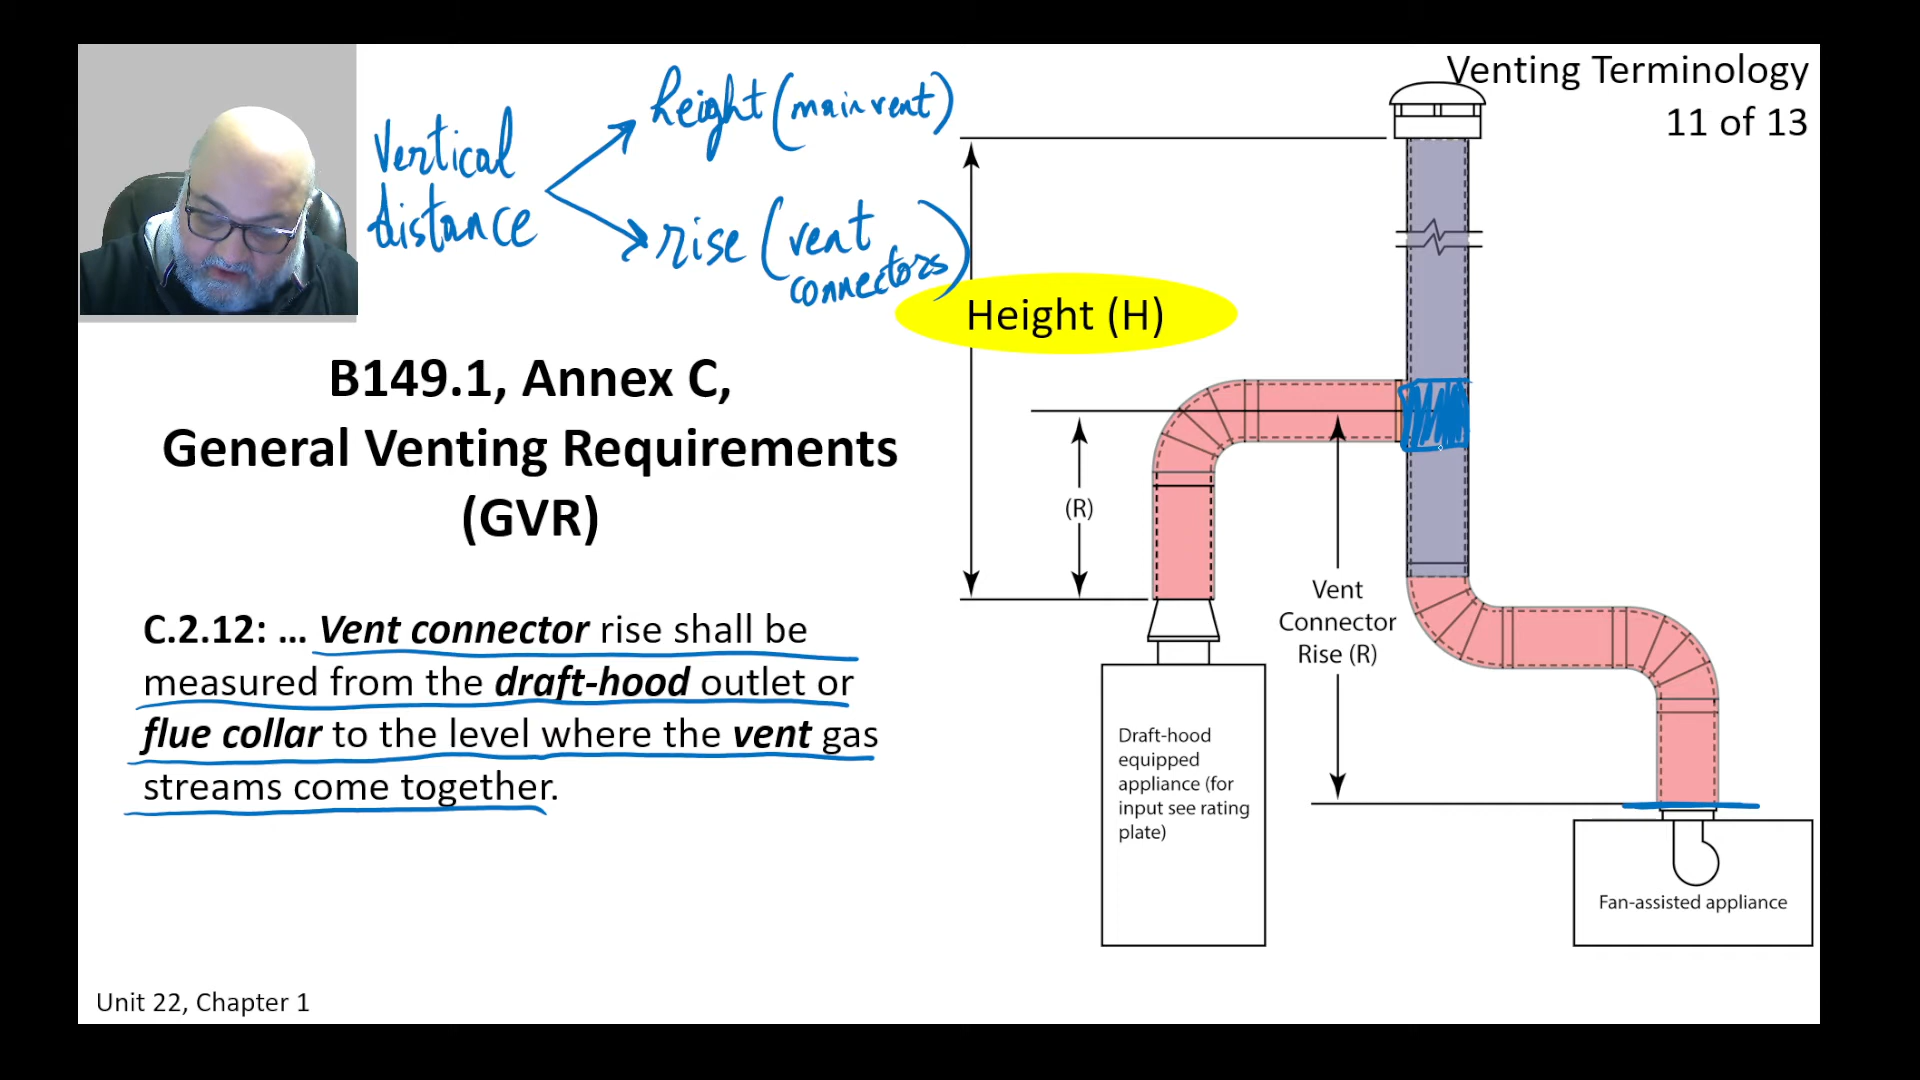 Venting Terminology
11 of 13
height (main vent)
Vertical
distance
rise (vent
connectors)
Height (H)
B149.1, Annex C,
General Venting Requirements
(GVR)
(R)
Vent
Connector
Rise (R)
C.2.12: ... Vent connector rise shall be
measured from the draft-hood outlet or
flue collar to the level where the vent gas
streams come together.
Draft-hood
equipped
appliance (for
input see rating
plate)
Fan-assisted appliance
Unit 22, Chapter 1